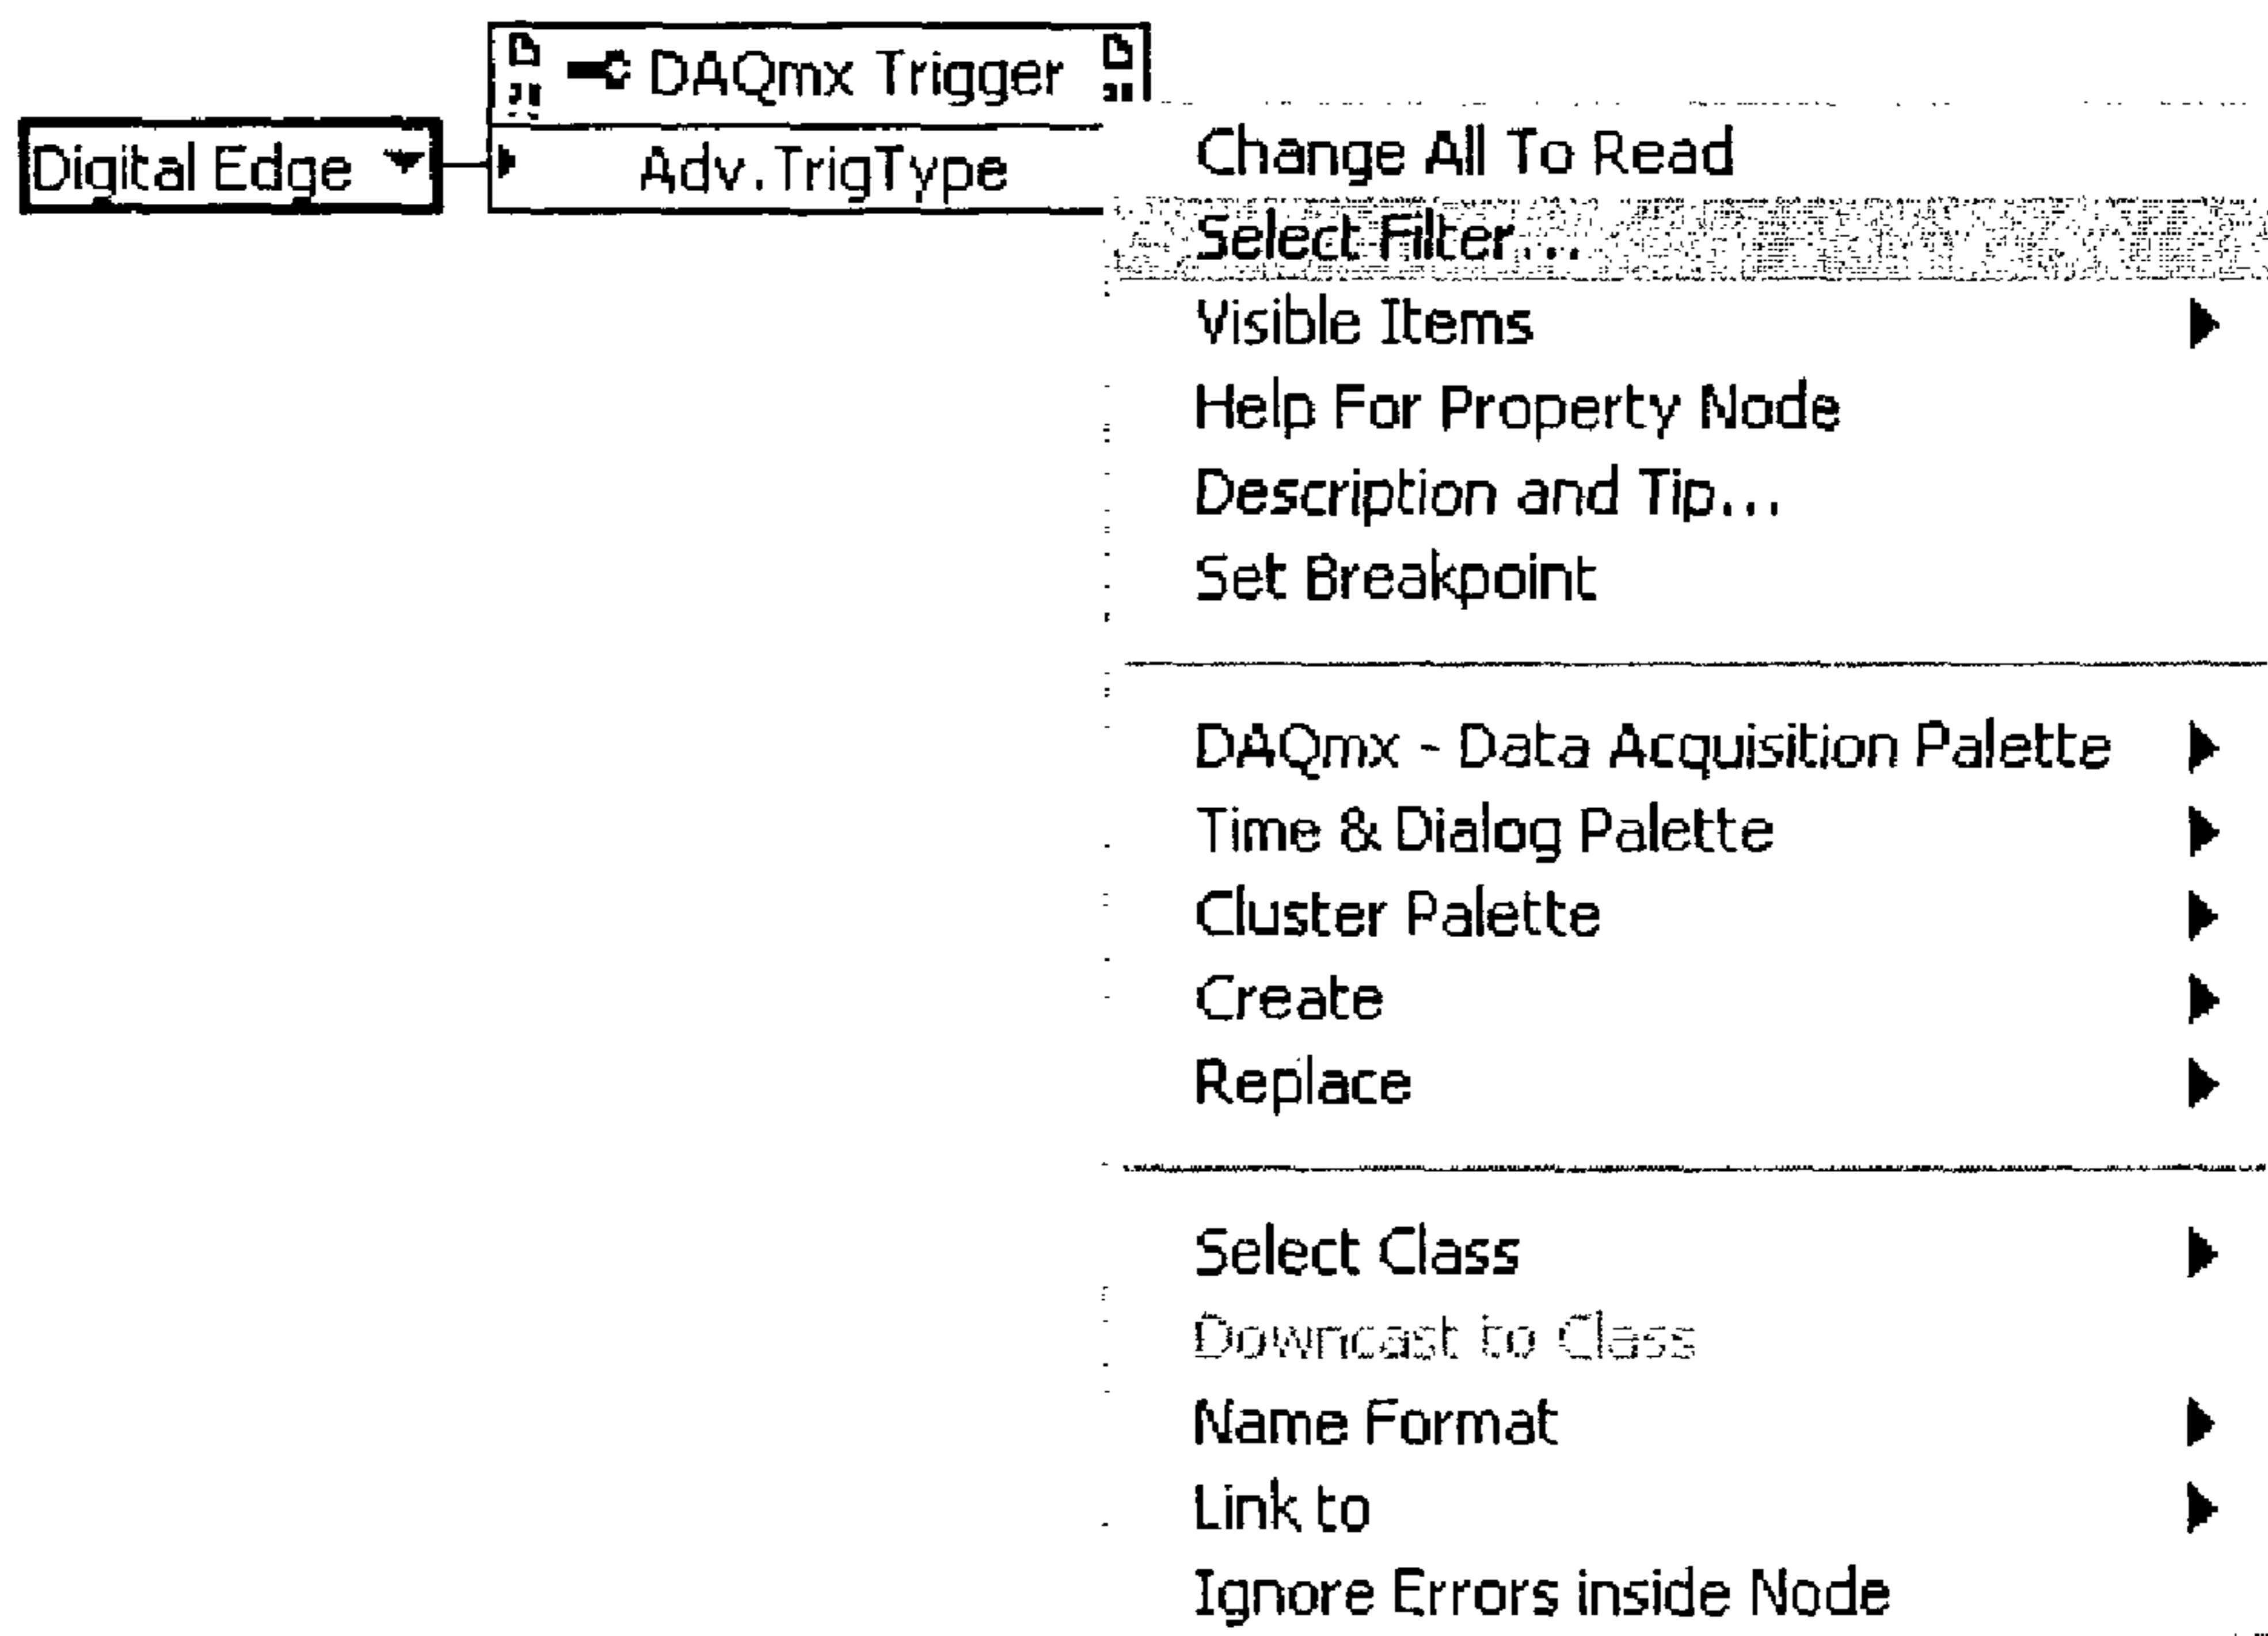 DAQmx Trigger
Digital Edge
Adv.TrigType
Change All To Read
Select Filter...
Visible Items
Help For Property Node
Description and Tip...
Set Breakpoint
DAQmx - Data Acquisition Palette
Time & Dialog Palette
Cluster Palette
Create
Replace
Select Class
Downcast to Class
Name Format
Link to
Ignore Errors inside Node